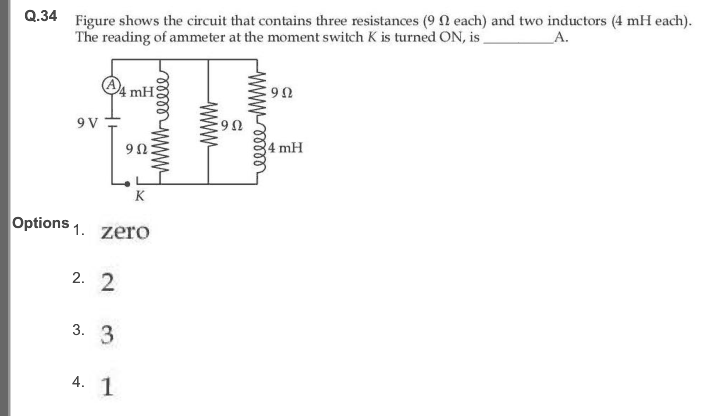 Q.34 Figure shows the circuit that contains three resistances (9 Ω each) and two inductors (4 mH each).
The reading of ammeter at the moment switch K is turned ON, is ________ A.
A
4 mH
9 Ω
9 V
9 Ω
9 Ω
4 mH
K
Options 1. zero
2. 2
3. 3
4. 1